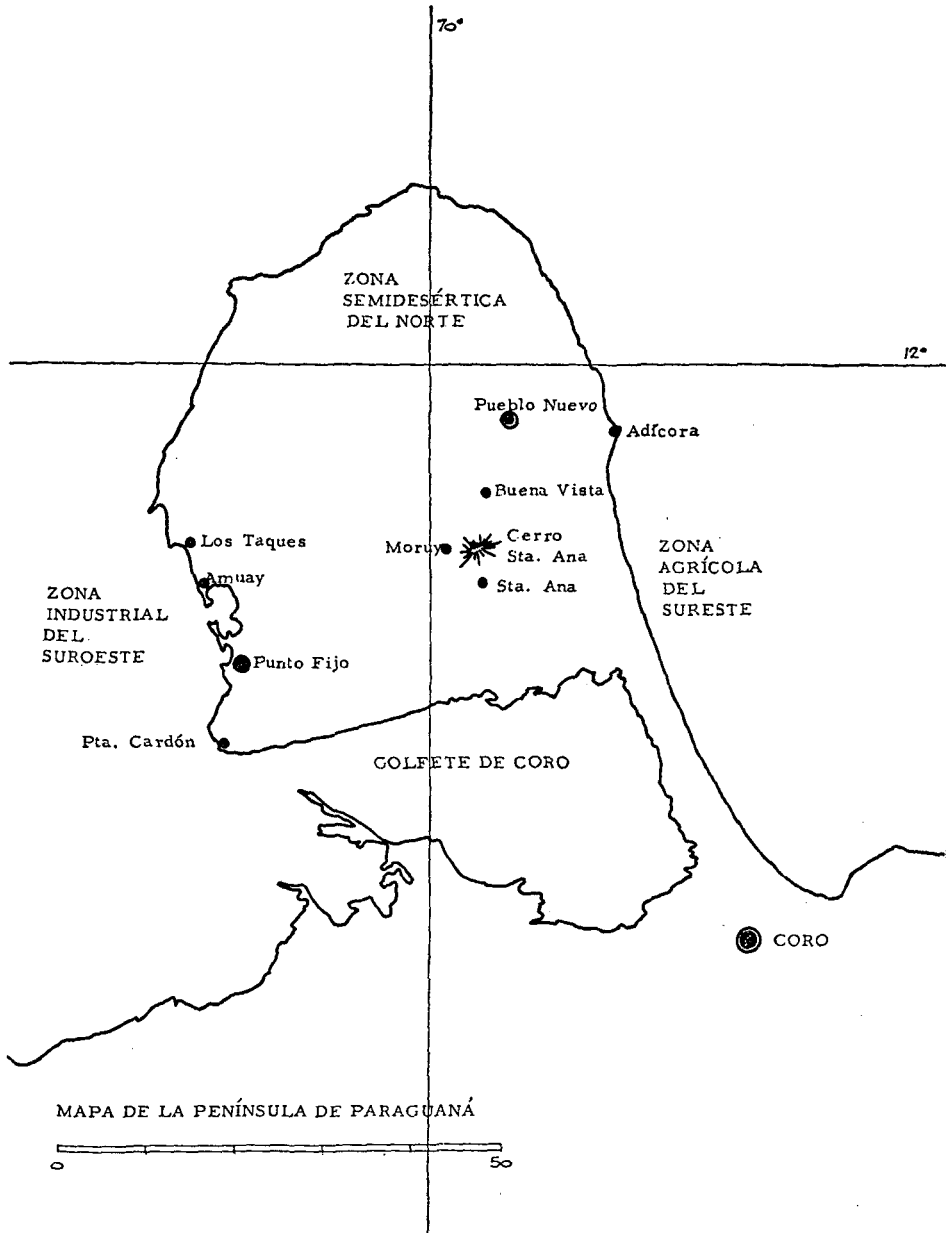 70°
ZONA
SEMIDESÉRTICA
DEL NORTE
12°
Pueblo Nuevo
Adícora
Buena Vista
Los Taques
Moruy
Cerro
Sta. Ana
ZONA
AGRÍCOLA
DEL
SURESTE
Amuay
Sta. Ana
ZONA
INDUSTRIAL
DEL
SUROESTE
Punto Fijo
Pta. Cardón
GOLFETE DE CORO
CORO
MAPA DE LA PENÍNSULA DE PARAGUANÁ
0
50